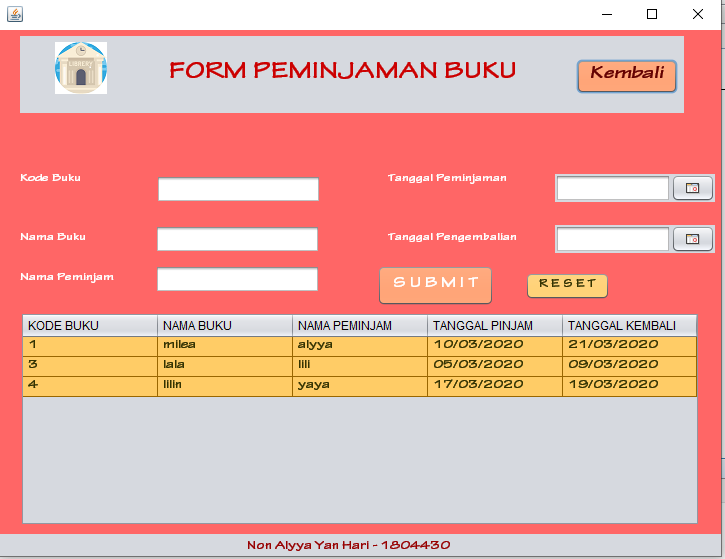 LIBRERY
FORM PEMINJAMAN BUKU
Kembali
Kode Buku
Tanggal Peminjaman
Nama Buku
Tanggal Pengembalian
Nama Peminjam
SUBMIT
RESET
KODE BUKU NAMA BUKU NAMA PEMINJAM TANGGAL PINJAM TANGGAL KEMBALI
1 milea alyya 10/03/2020 21/03/2020
3 lala lili 05/03/2020 09/03/2020
4 lilin yaya 17/03/2020 19/03/2020
Non Alyya Yan Hari - 1804430